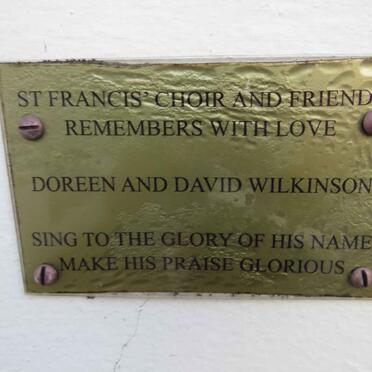 ST FRANCIS' CHOIR AND FRIEND
REMEMBERS WITH LOVE
DOREEN AND DAVID WILKINSON
SING TO THE GLORY OF HIS NAME
MAKE HIS PRAISE GLORIOUS